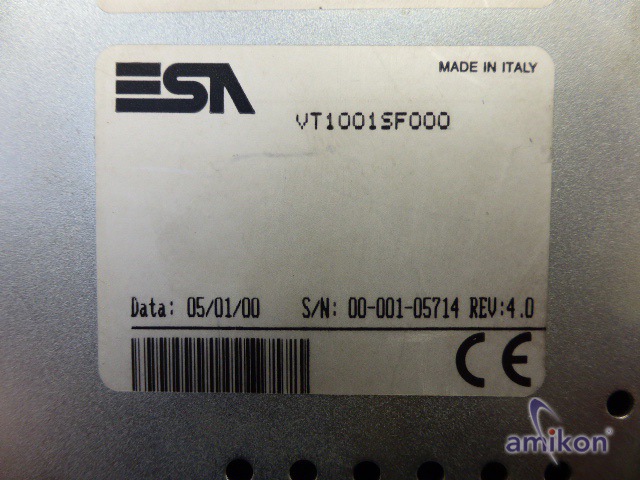 ESA
MADE IN ITALY
VT1001SF000
Data: 05/01/00 S/N: 00-001-05714 REV:4.0
CE
amikon®